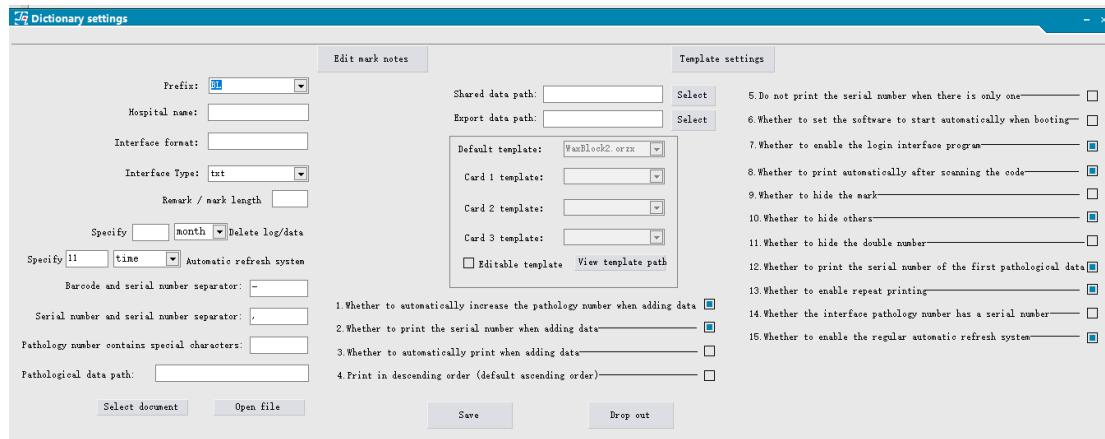 Dictionary settings
Edit mark notes
Template settings
Prefix: BL
Hospital name:
Interface format:
Interface Type: txt
Remark / mark length
Specify month Delete log/data
Specify 11 time Automatic refresh system
Barcode and serial number separator: -
Serial number and serial number separator: ,
Pathology number contains special characters:
Pathological data path:
Select document Open file
Shared data path: Select
Export data path: Select
Default template: WaxBlock2.orzx
Card 1 template:
Card 2 template:
Card 3 template:
Editable template View template path
1.Whether to automatically increase the pathology number when adding data
2.Whether to print the serial number when adding data
3.Whether to automatically print when adding data
4.Print in descending order (default ascending order)
Save Drop out
5.Do not print the serial number when there is only one
6.Whether to set the software to start automatically when booting
7.Whether to enable the login interface program
8.Whether to print automatically after scanning the code
9.Whether to hide the mark
10.Whether to hide others
11.Whether to hide the double number
12.Whether to print the serial number of the first pathological data
13.Whether to enable repeat printing
14.Whether the interface pathology number has a serial number
15.Whether to enable the regular automatic refresh system